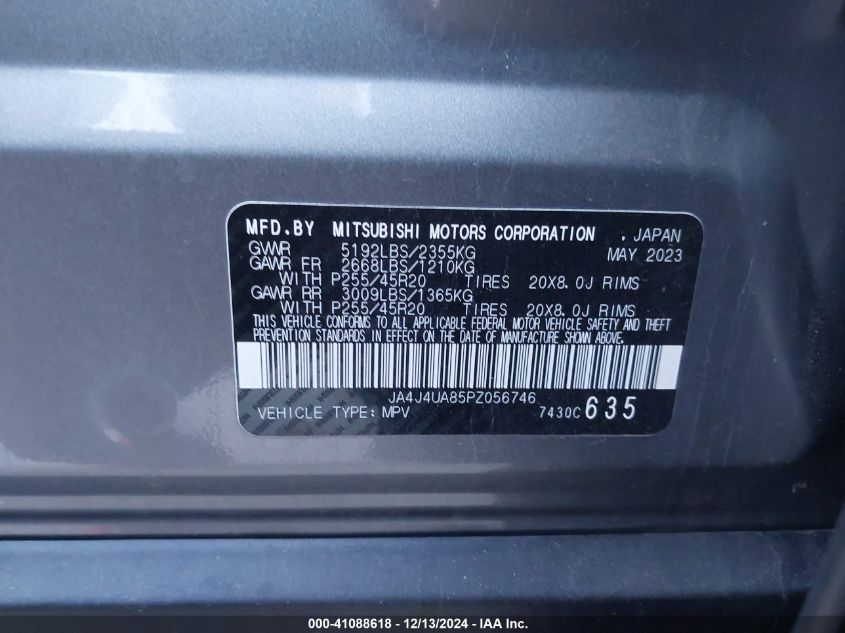 MFD.BY MITSUBISHI MOTORS CORPORATION , JAPAN
GVWR 5192LBS/2355KG MAY 2023
GAWR FR 2668LBS/1210KG
WITH P255/45R20 TIRES 20X8.0J RIMS
GAWR RR 3009LBS/1365KG
WITH P255/45R20 TIRES 20X8.0J RIMS
THIS VEHICLE CONFORMS TO ALL APPLICABLE FEDERAL MOTOR VEHICLE SAFETY AND THEFT
PREVENTION STANDARDS IN EFFECT ON THE DATE OF MANUFACTURE SHOWN ABOVE.
JA4J4UA85PZ056746
VEHICLE TYPE: MPV 7430C 635
000-41088618 - 12/13/2024 - IAA Inc.